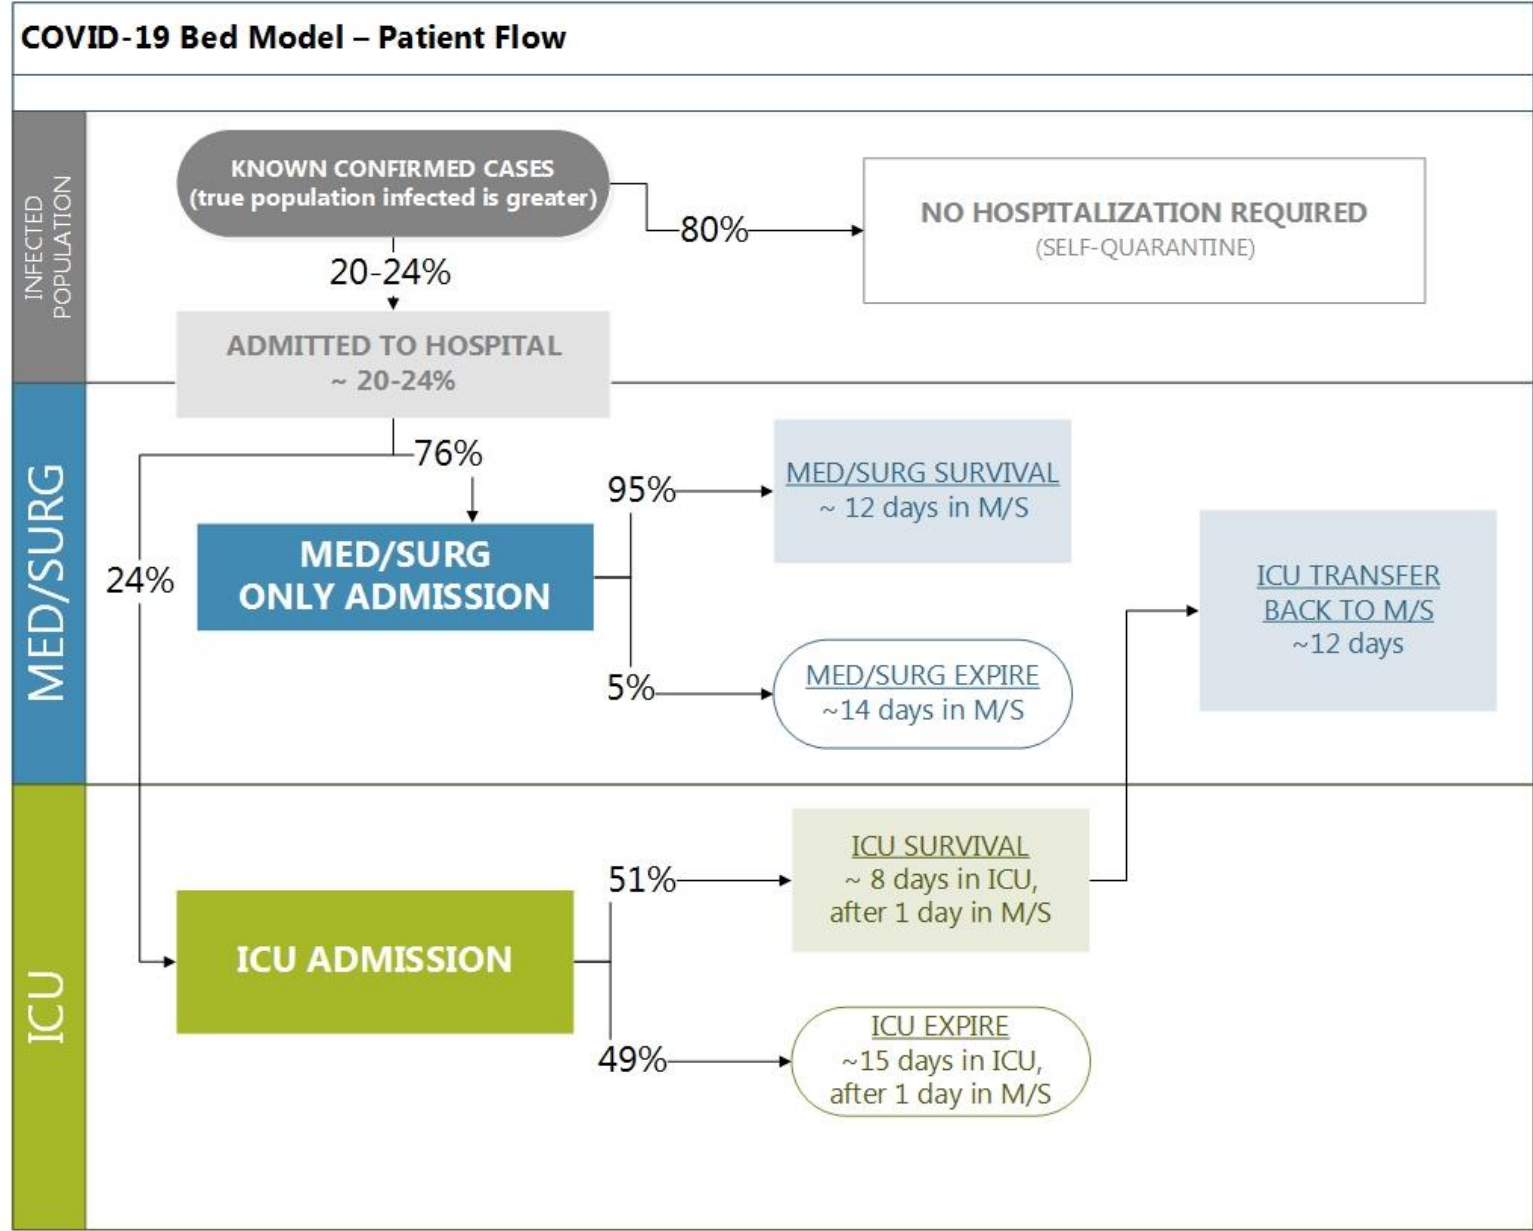 COVID-19 Bed Model – Patient Flow
INFECTED
POPULATION
KNOWN CONFIRMED CASES
(true population infected is greater)
80%
NO HOSPITALIZATION REQUIRED
(SELF-QUARANTINE)
20-24%
ADMITTED TO HOSPITAL
~ 20-24%
MED/SURG
76%
24%
MED/SURG
ONLY ADMISSION
95%
MED/SURG SURVIVAL
~ 12 days in M/S
5%
MED/SURG EXPIRE
~14 days in M/S
ICU TRANSFER
BACK TO M/S
~12 days
ICU
ICU ADMISSION
51%
ICU SURVIVAL
~ 8 days in ICU,
after 1 day in M/S
49%
ICU EXPIRE
~15 days in ICU,
after 1 day in M/S